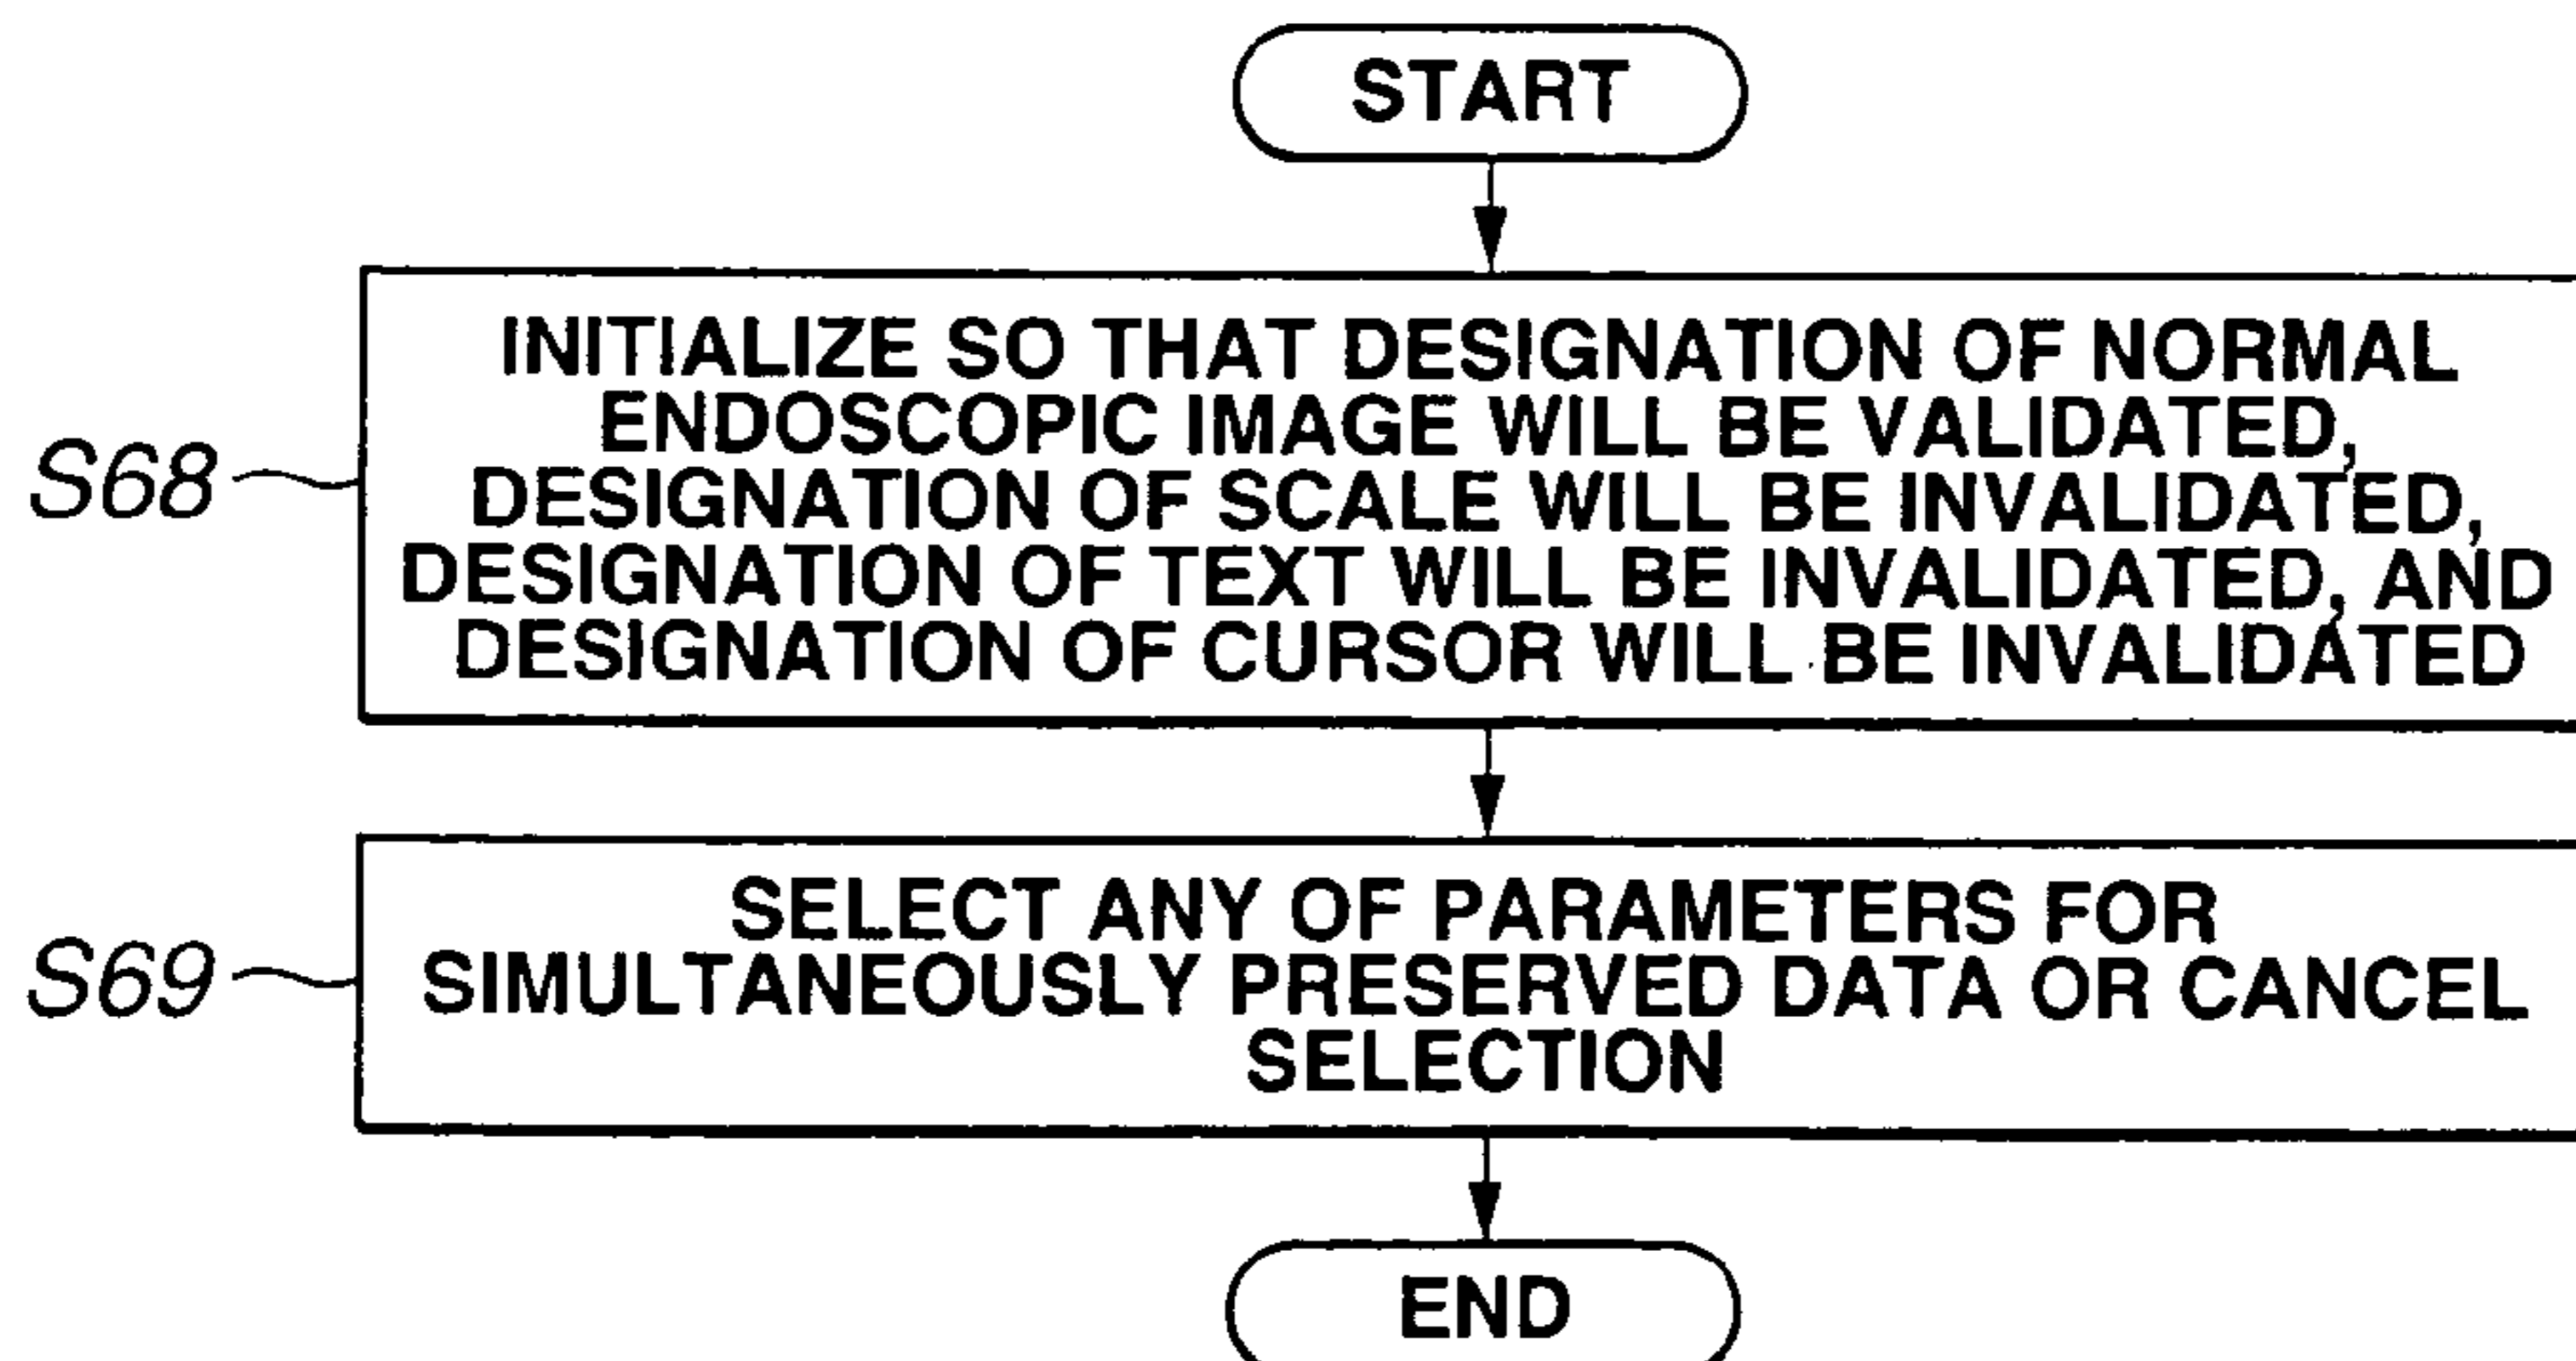 START
INITIALIZE SO THAT DESIGNATION OF NORMAL
ENDOSCOPIC IMAGE WILL BE VALIDATED,
S68
DESIGNATION OF SCALE WILL BE INVALIDATED,
DESIGNATION OF TEXT WILL BE INVALIDATED, AND
DESIGNATION OF CURSOR WILL BE INVALIDATED
SELECT ANY OF PARAMETERS FOR
S69
SIMULTANEOUSLY PRESERVED DATA OR CANCEL
SELECTION
END